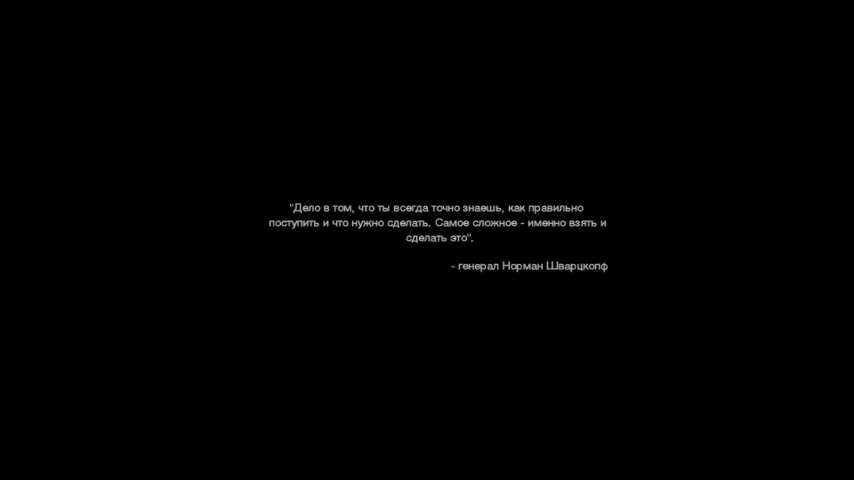 "Дело в том, что ты всегда точно знаешь, как правильно
поступить и что нужно сделать. Самое сложное - именно взять и
сделать это".
- генерал Норман Шварцкопф